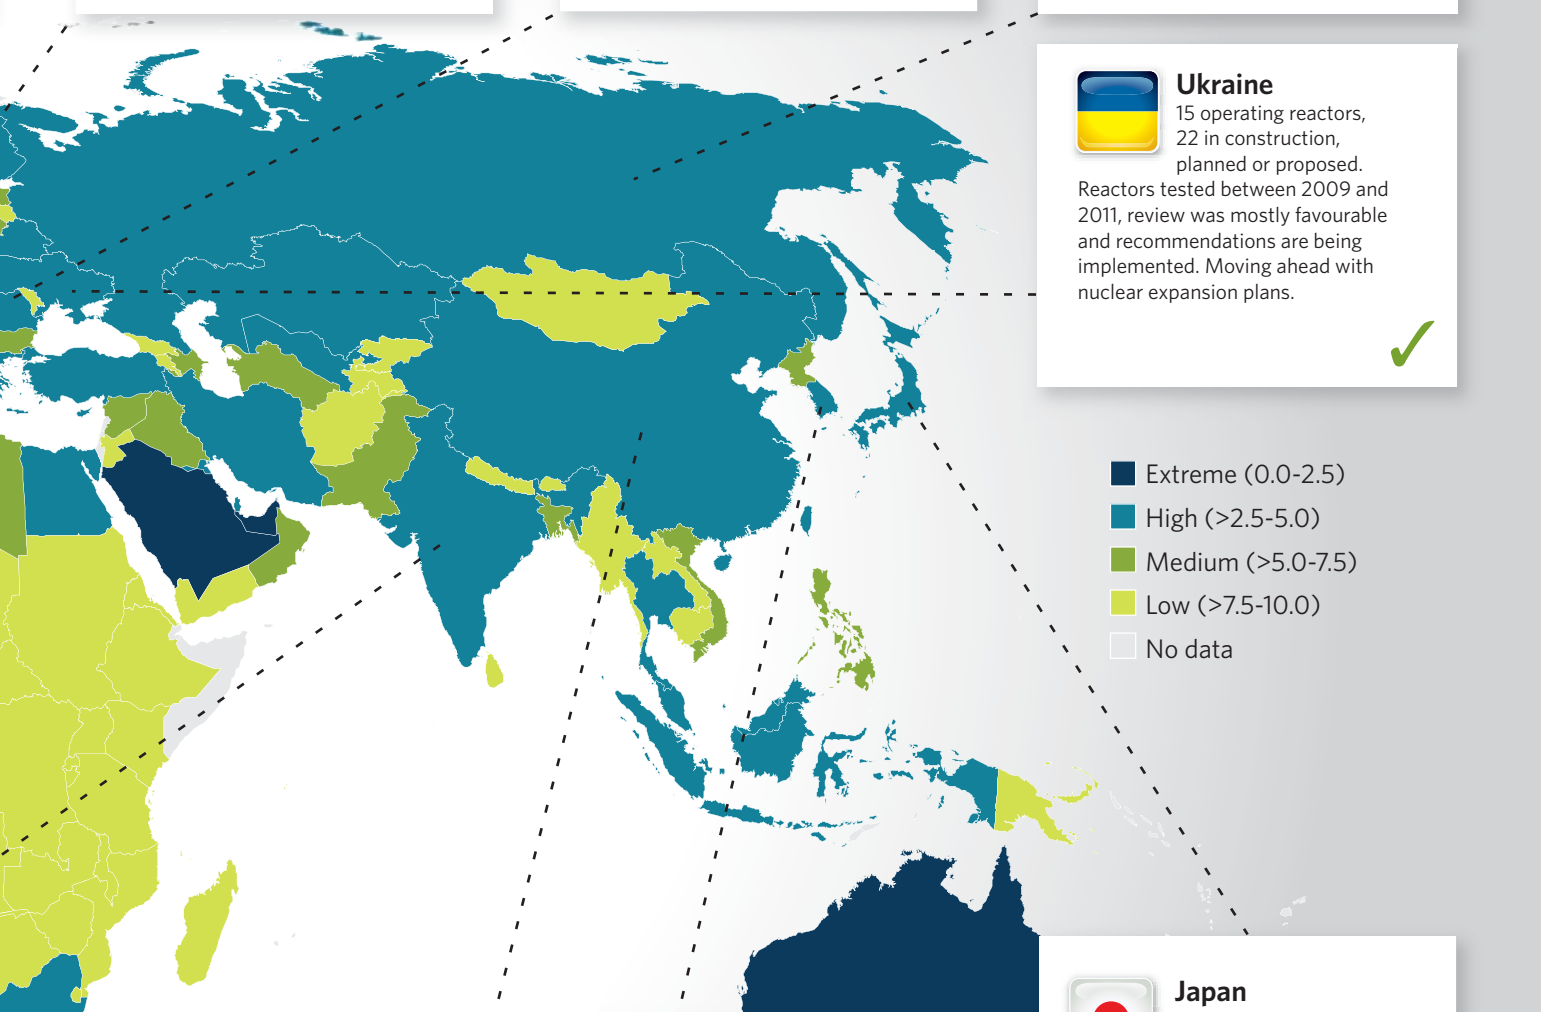 Ukraine
15 operating reactors,
22 in construction,
planned or proposed.
Reactors tested between 2009 and
2011, review was mostly favourable
and recommendations are being
implemented. Moving ahead with
nuclear expansion plans.
Extreme (0.0-2.5)
High (>2.5-5.0)
Medium (>5.0-7.5)
Low (>7.5-10.0)
No data
Japan